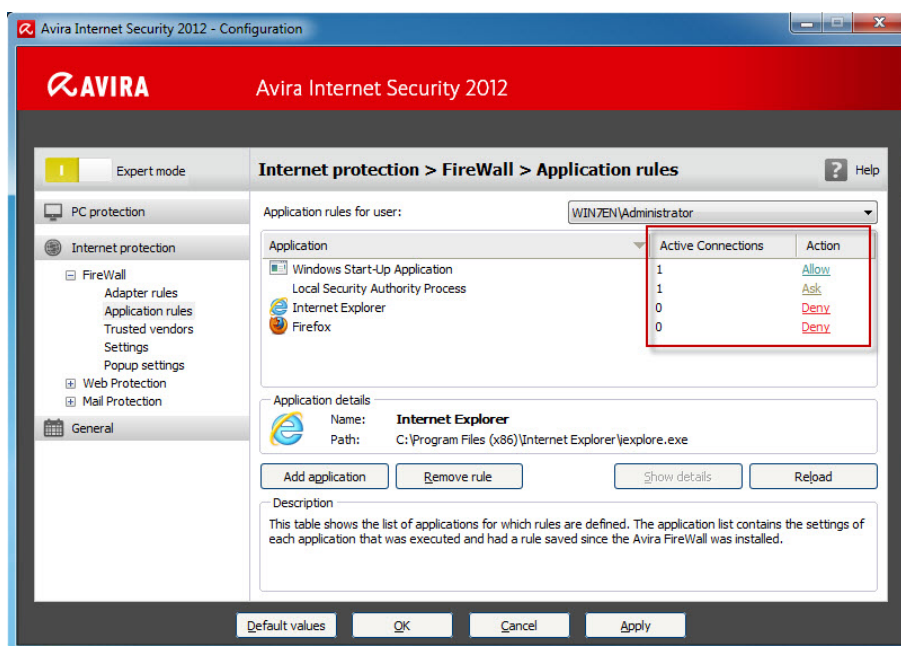 Avira Internet Security 2012 - Configuration
AVIRA
Avira Internet Security 2012
Expert mode
Internet protection > FireWall > Application rules
? Help
PC protection
Application rules for user:
WIN7EN\Administrator
Internet protection
Application Active Connections Action
FireWall
Windows Start-Up Application 1 Allow
Adapter rules
Local Security Authority Process 1 Ask
Application rules
Internet Explorer 0 Deny
Trusted vendors
Firefox 0 Deny
Settings
Popup settings
Web Protection
Mail Protection
General
Application details
Name: Internet Explorer
Path: C:\Program Files (x86)\Internet Explorer\iexplore.exe
Add application Remove rule Show details Reload
Description
This table shows the list of applications for which rules are defined. The application list contains the settings of
each application that was executed and had a rule saved since the Avira FireWall was installed.
Default values OK Cancel Apply